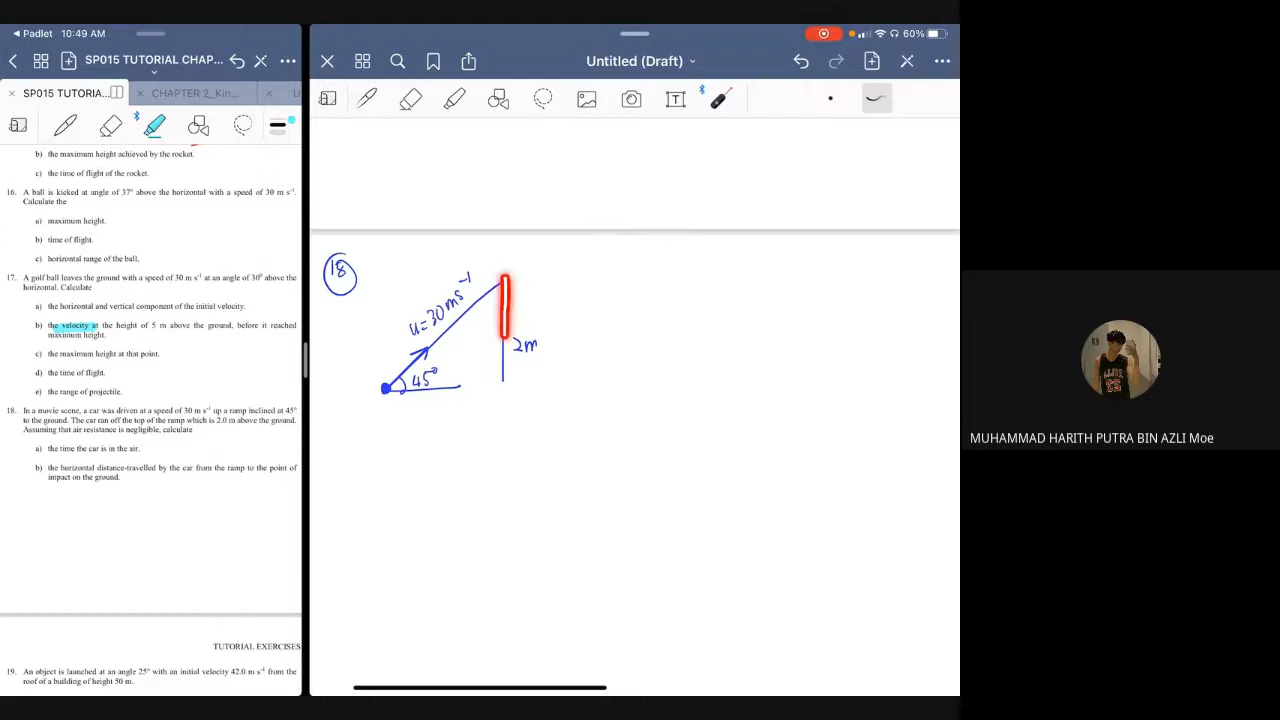 Padlet 10:49 AM
60%
SP015 TUTORIAL CHAP...
Untitled (Draft)
SP015 TUTORIA...
CHAPTER 2_Kin...
U
b) the maximum height achieved by the rocket.
c) the time of flight of the rocket.
16. A ball is kicked at angle of 37° above the horizontal with a speed of 30 m s⁻¹.
Calculate the
a) maximum height.
b) time of flight.
c) horizontal range of the ball.
17. A golf ball leaves the ground with a speed of 30 m s⁻¹ at an angle of 30⁰ above the
horizontal. Calculate
a) the horizontal and vertical component of the initial velocity.
b) the velocity at the height of 5 m above the ground, before it reached
maximum height.
c) the maximum height at that point.
d) the time of flight.
e) the range of projectile.
18. In a movie scene, a car was driven at a speed of 30 m s⁻¹ up a ramp inclined at 45°
to the ground. The car ran off the top of the ramp which is 2.0 m above the ground.
Assuming that air resistance is negligible, calculate
a) the time the car is in the air.
b) the horizontal distance-travelled by the car from the ramp to the point of
impact on the ground.
TUTORIAL EXERCISES
19. An object is launched at an angle 25° with an initial velocity 42.0 m s⁻¹ from the
roof of a building of height 50 m.
18
u=30ms⁻¹
2m
45°
MUHAMMAD HARITH PUTRA BIN AZLI Moe